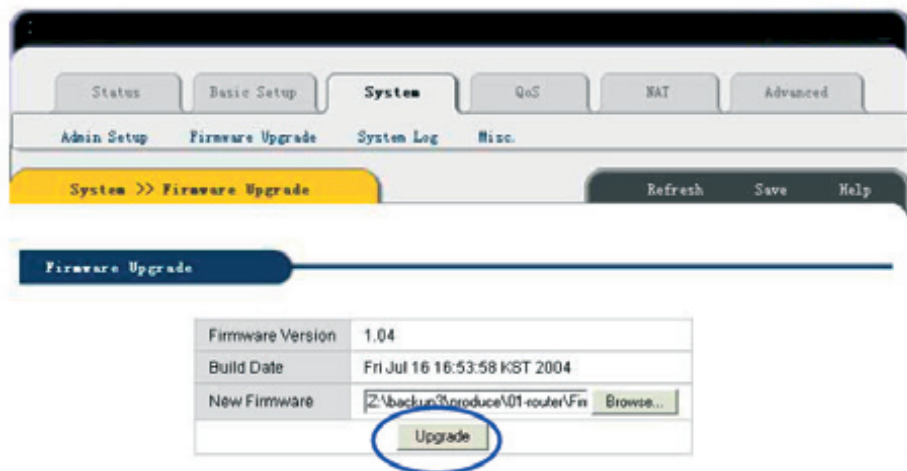 :
Status Basic Setup System QoS NAT Advanced
Admin Setup Firmware Upgrade System Log Misc.
System >> Firmware Upgrade Refresh Save Help
Firmware Upgrade
Firmware Version 1.04
Build Date Fri Jul 16 16:53:58 KST 2004
New Firmware Z:\backup3\produce\01-router\Fin Browse...
Upgrade